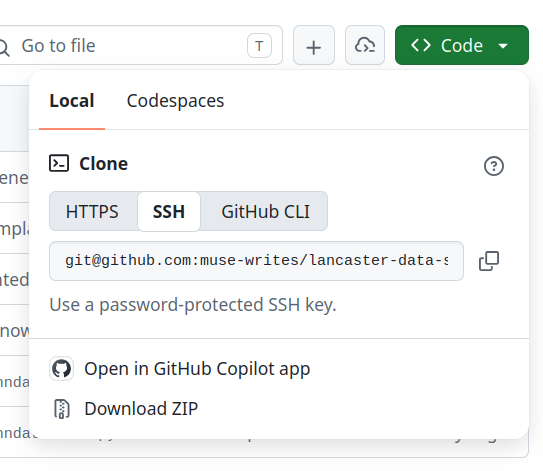 Go to file
T
Code
Local
Codespaces
Clone
HTTPS
SSH
GitHub CLI
git@github.com:muse-writes/lancaster-data-s
Use a password-protected SSH key.
Open in GitHub Copilot app
Download ZIP